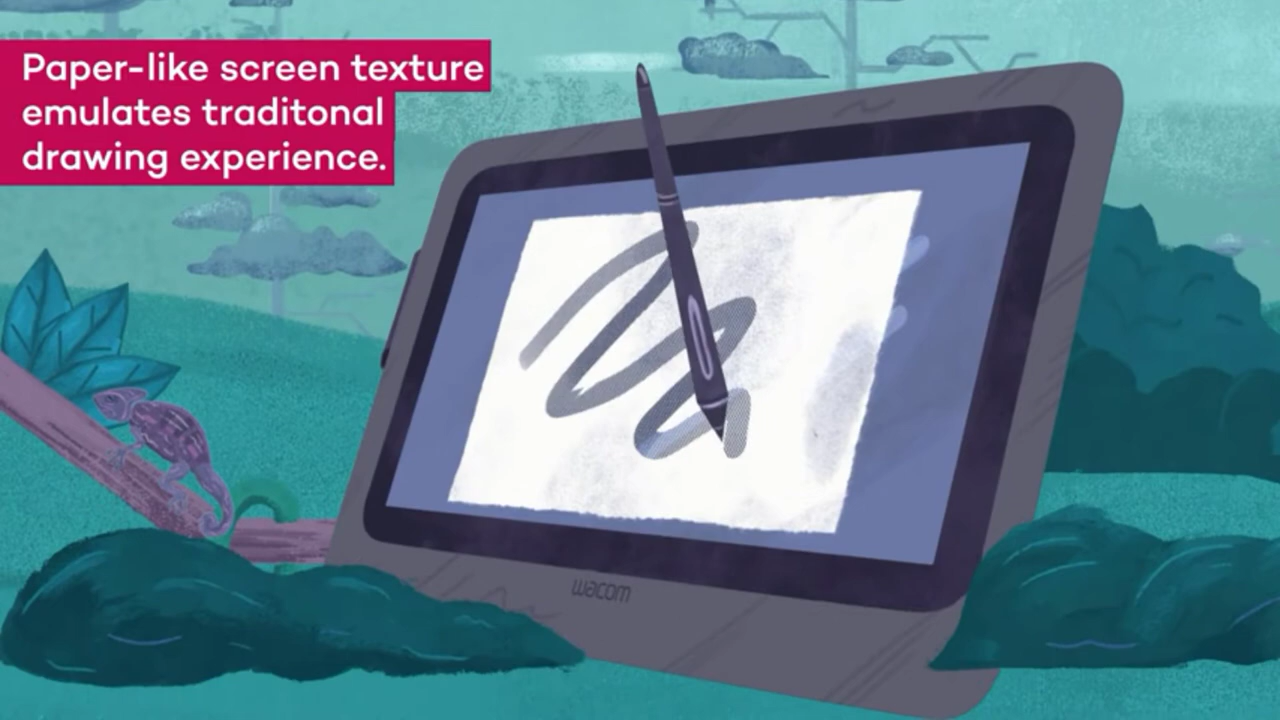 Paper-like screen texture
emulates traditonal
drawing experience.
wacom